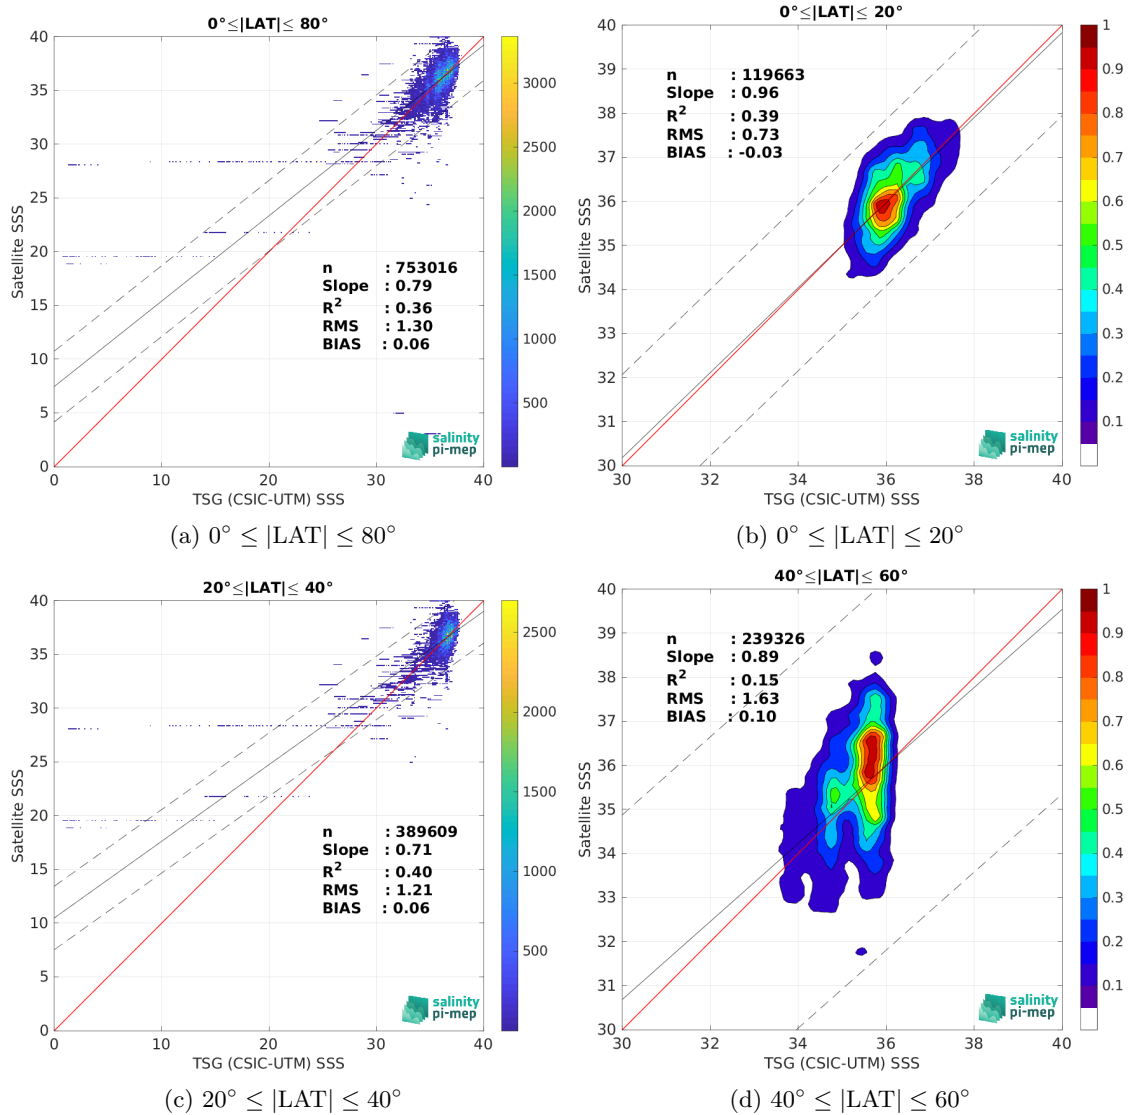 0°≤|LAT|≤ 80°
40
35
30
25
20
15
10
5
0
Satellite SSS
n : 753016
Slope : 0.79
R² : 0.36
RMS : 1.30
BIAS : 0.06
salinity
pi-mep
0 10 20 30 40
TSG (CSIC-UTM) SSS
3000
2500
2000
1500
1000
500
(a) 0° ≤ |LAT| ≤ 80°
0°≤|LAT|≤ 20°
40
39
38
37
36
35
34
33
32
31
30
Satellite SSS
n : 119663
Slope : 0.96
R² : 0.39
RMS : 0.73
BIAS : -0.03
salinity
pi-mep
30 32 34 36 38 40
TSG (CSIC-UTM) SSS
1
0.9
0.8
0.7
0.6
0.5
0.4
0.3
0.2
0.1
(b) 0° ≤ |LAT| ≤ 20°
20°≤|LAT|≤ 40°
40
35
30
25
20
15
10
5
0
Satellite SSS
n : 389609
Slope : 0.71
R² : 0.40
RMS : 1.21
BIAS : 0.06
salinity
pi-mep
0 10 20 30 40
TSG (CSIC-UTM) SSS
2500
2000
1500
1000
500
(c) 20° ≤ |LAT| ≤ 40°
40°≤|LAT|≤ 60°
40
39
38
37
36
35
34
33
32
31
30
Satellite SSS
n : 239326
Slope : 0.89
R² : 0.15
RMS : 1.63
BIAS : 0.10
salinity
pi-mep
30 32 34 36 38 40
TSG (CSIC-UTM) SSS
1
0.9
0.8
0.7
0.6
0.5
0.4
0.3
0.2
0.1
(d) 40° ≤ |LAT| ≤ 60°